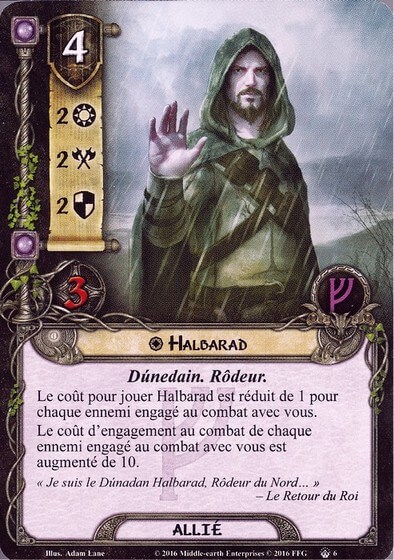 4
2
2
2
3
HALBARAD
Dúnedain. Rôdeur.
Le coût pour jouer Halbarad est réduit de 1 pour
chaque ennemi engagé au combat avec vous.
Le coût d'engagement au combat de chaque
ennemi engagé au combat avec vous est
augmenté de 10.
« Je suis le Dúnadan Halbarad, Rôdeur du Nord… »
– Le Retour du Roi
ALLIÉ
Illus. Adam Lane © 2016 Middle-earth Enterprises © 2016 FFG 6